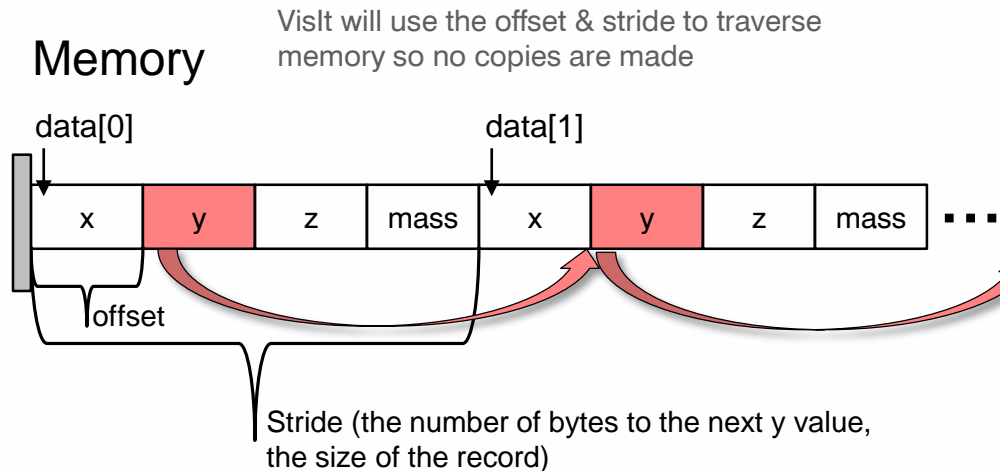 VisIt will use the offset & stride to traverse
memory so no copies are made
Memory
data[0]
data[1]
x y z mass x y z mass ...
offset
Stride (the number of bytes to the next y value,
the size of the record)